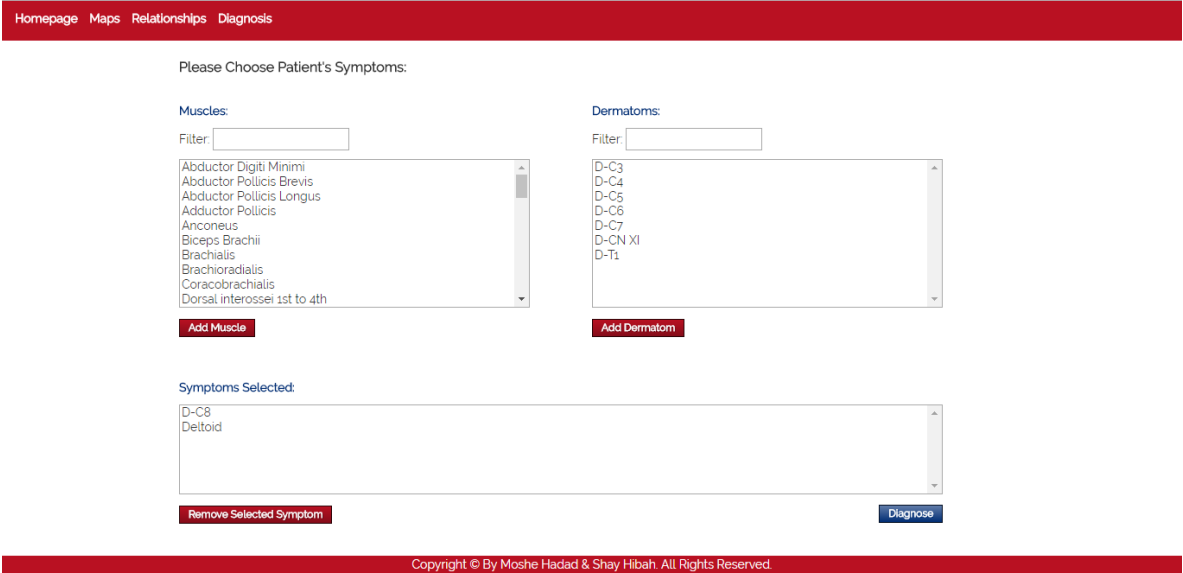 Homepage Maps Relationships Diagnosis
Please Choose Patient's Symptoms:
Muscles:
Filter:
Abductor Digiti Minimi
Abductor Pollicis Brevis
Abductor Pollicis Longus
Adductor Pollicis
Anconeus
Biceps Brachii
Brachialis
Brachioradialis
Coracobrachialis
Dorsal interossei 1st to 4th
Add Muscle
Dermatoms:
Filter:
D-C3
D-C4
D-C5
D-C6
D-C7
D-CN XI
D-T1
Add Dermatom
Symptoms Selected:
D-C8
Deltoid
Remove Selected Symptom
Diagnose
Copyright © By Moshe Hadad & Shay Hibah. All Rights Reserved.